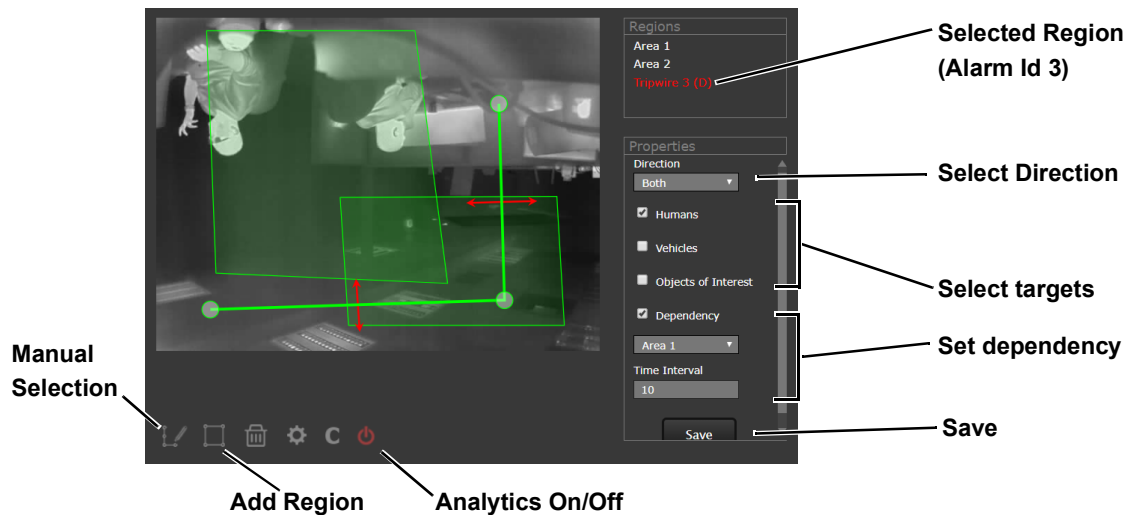 Regions
Area 1
Area 2
Tripwire 3 (D)
Selected Region
(Alarm Id 3)
Properties
Direction
Both
Select Direction
Humans
Vehicles
Objects of Interest
Select targets
Dependency
Area 1
Set dependency
Time Interval
10
Save
Save
Manual
Selection
C
Add Region
Analytics On/Off